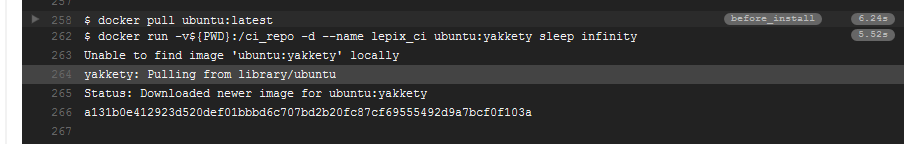 257
258 $ docker pull ubuntu:latest before_install 6.24s
262 $ docker run -v${PWD}:/ci_repo -d --name lepix_ci ubuntu:yakkety sleep infinity 5.52s
263 Unable to find image 'ubuntu:yakkety' locally
264 yakkety: Pulling from library/ubuntu
265 Status: Downloaded newer image for ubuntu:yakkety
266 a131b0e412923d520def01bbbd6c707bd2b20fc87cf69555492d9a7bcf0f103a
267